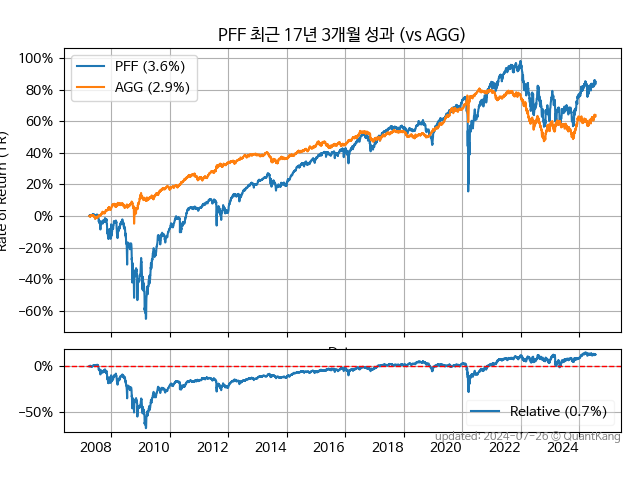 PFF 최근 17년 3개월 성과 (vs AGG)
PFF (3.6%)
AGG (2.9%)
100%
80%
60%
40%
20%
0%
−20%
−40%
−60%
Rate of Return (TR)
0%
−50%
Relative (0.7%)
updated: 2024-07-26 © QuantKang
2008 2010 2012 2014 2016 2018 2020 2022 2024